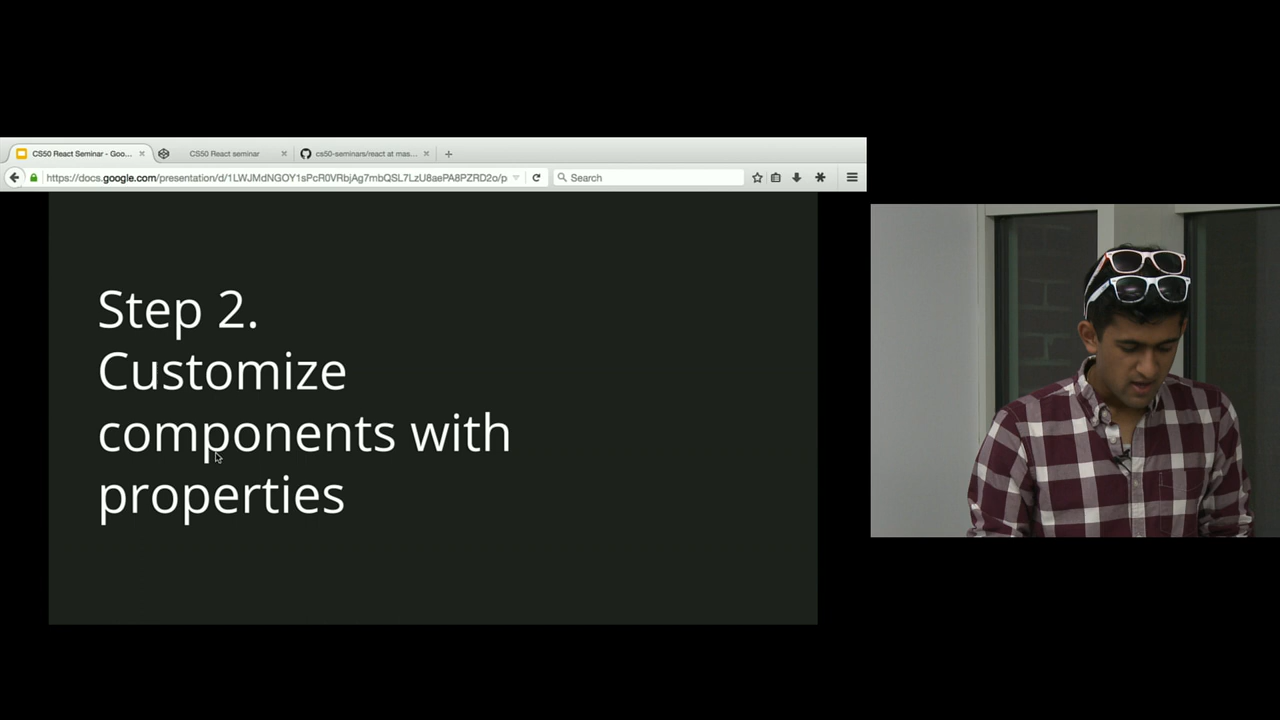 CS50 React Seminar - Goo...
CS50 React seminar
cs50-seminars/react at mas...
https://docs.google.com/presentation/d/1LWJMdNGOY1sPcR0VRbjAg7mbQSL7LzU8aePA8PZRD2o/p
Search
Step 2.
Customize
components with
properties